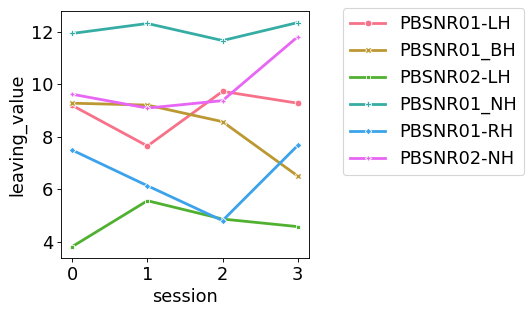 12
10
8
6
4
leaving_value
0 1 2 3
session
PBSNR01-LH
PBSNR01_BH
PBSNR02-LH
PBSNR01_NH
PBSNR01-RH
PBSNR02-NH